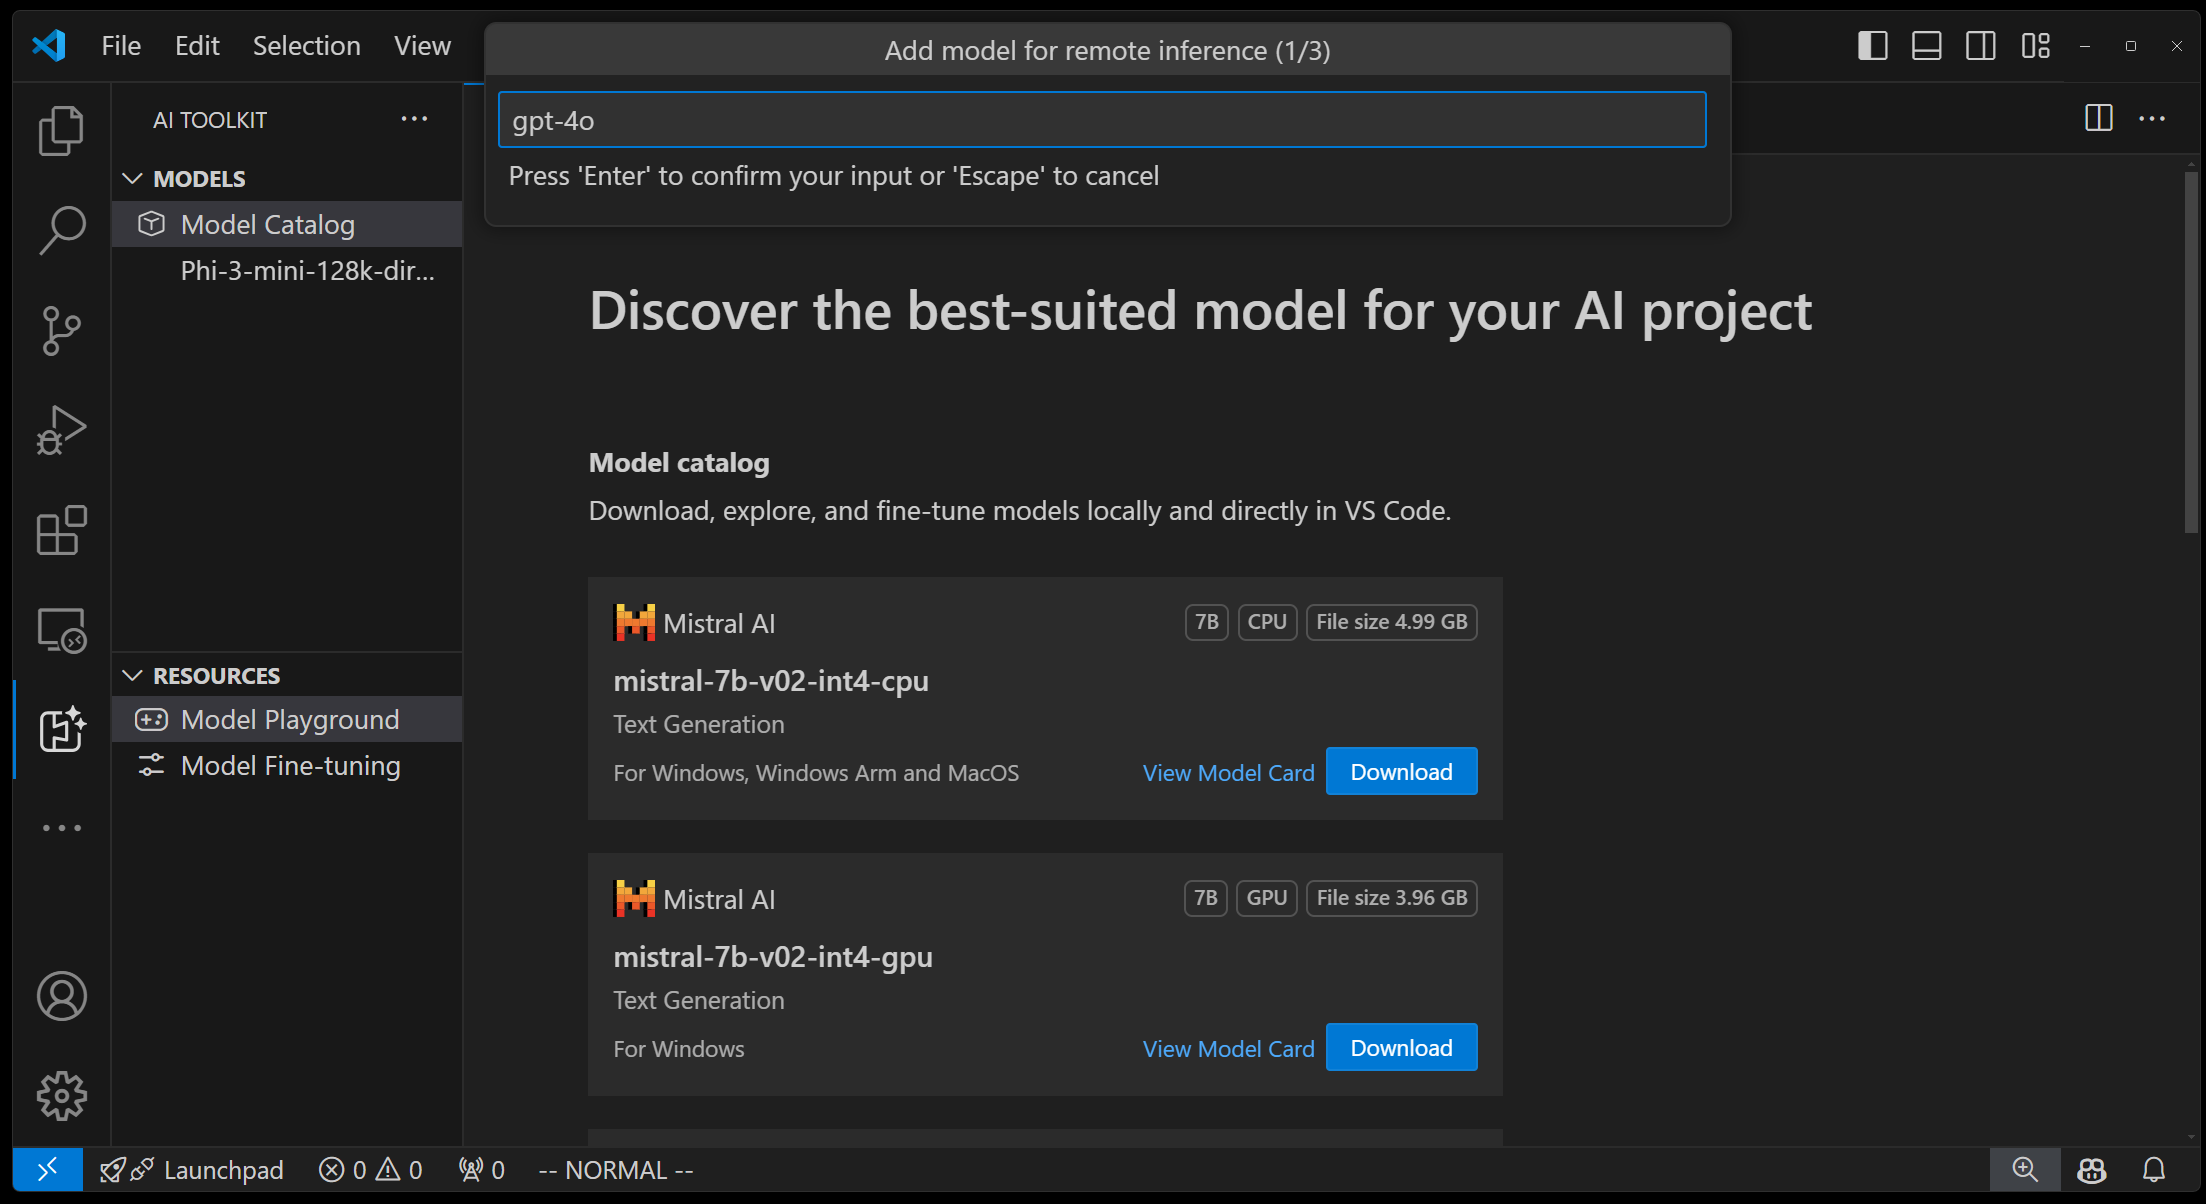 File Edit Selection View
Add model for remote inference (1/3)
gpt-4o
Press 'Enter' to confirm your input or 'Escape' to cancel
AI TOOLKIT
MODELS
Model Catalog
Phi-3-mini-128k-dir...
RESOURCES
Model Playground
Model Fine-tuning
Discover the best-suited model for your AI project
Model catalog
Download, explore, and fine-tune models locally and directly in VS Code.
Mistral AI 7B CPU File size 4.99 GB
mistral-7b-v02-int4-cpu
Text Generation
For Windows, Windows Arm and MacOS View Model Card Download
Mistral AI 7B GPU File size 3.96 GB
mistral-7b-v02-int4-gpu
Text Generation
For Windows View Model Card Download
Launchpad 0 0 0 -- NORMAL --